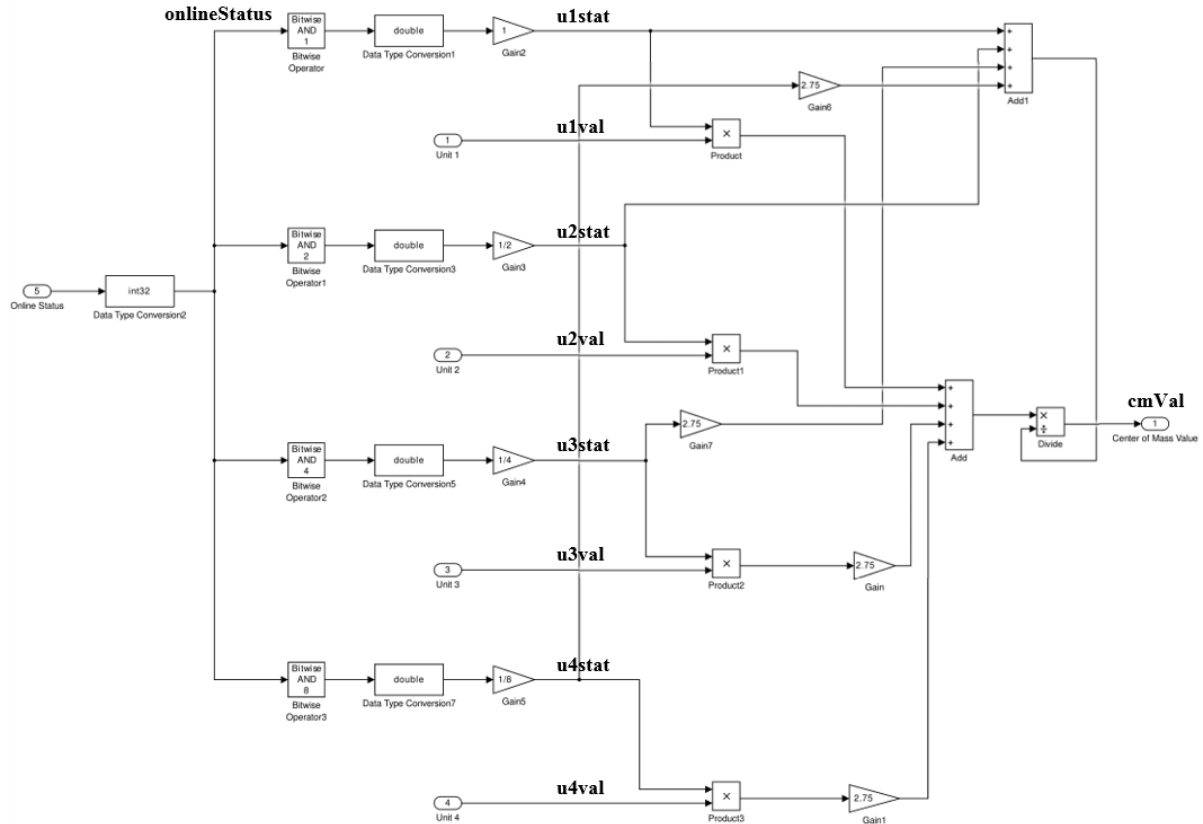 onlineStatus
Bitwise
AND
1
Bitwise
Operator
double
Data Type Conversion1
1
Gain2
u1stat
+
+
+
+
Add1
2.75
Gain6
1
Unit 1
u1val
×
Product
Bitwise
AND
2
Bitwise
Operator1
double
Data Type Conversion3
1/2
Gain3
u2stat
5
Online Status
int32
Data Type Conversion2
2
Unit 2
u2val
×
Product1
+
+
+
+
Add
×
÷
Divide
cmVal
1
Center of Mass Value
2.75
Gain7
Bitwise
AND
4
Bitwise
Operator2
double
Data Type Conversion5
1/4
Gain4
u3stat
3
Unit 3
u3val
×
Product2
2.75
Gain
Bitwise
AND
8
Bitwise
Operator3
double
Data Type Conversion7
1/8
Gain5
u4stat
4
Unit 4
u4val
×
Product3
2.75
Gain1